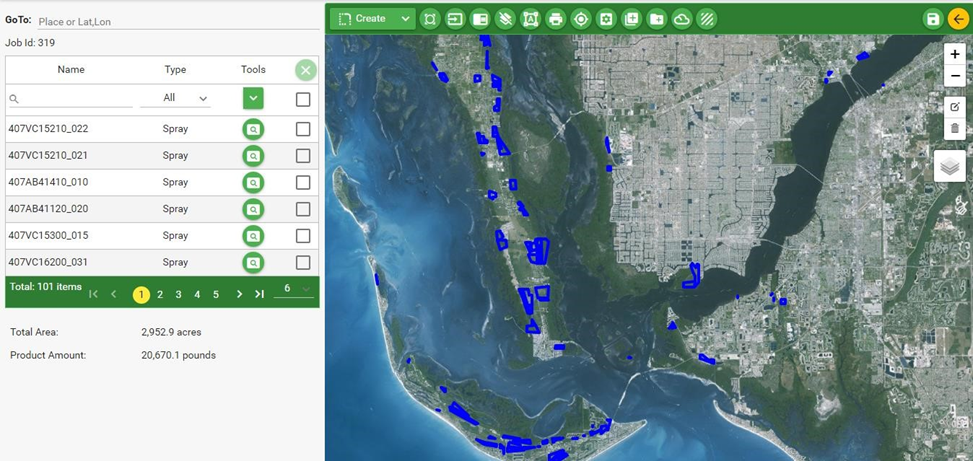 GoTo: Place or Lat,Lon
Create
Job Id: 319
Name Type Tools
All
407VC15210_022 Spray
407VC15210_021 Spray
407AB41410_010 Spray
407AB41120_020 Spray
407VC15300_015 Spray
407VC16200_031 Spray
Total: 101 items 1 2 3 4 5 6
Total Area: 2,952.9 acres
Product Amount: 20,670.1 pounds